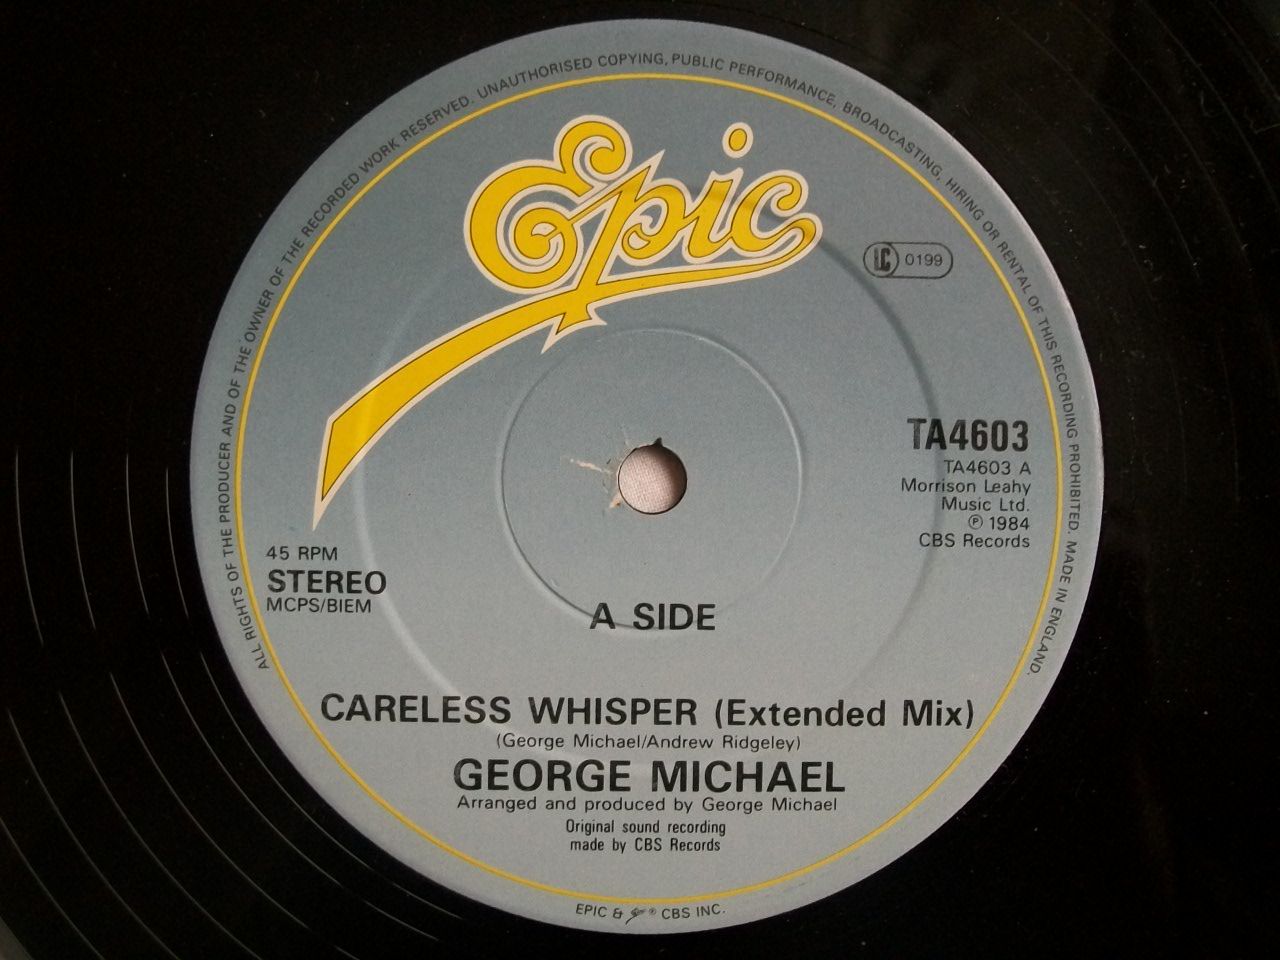 ALL RIGHTS OF THE PRODUCER AND OF THE OWNER OF THE RECORDED WORK RESERVED. UNAUTHORISED COPYING, PUBLIC PERFORMANCE, BROADCASTING, HIRING OR RENTAL OF THIS RECORDING PROHIBITED. MADE IN ENGLAND.
Epic
LC 0199
TA4603
TA4603 A
Morrison Leahy
Music Ltd.
℗ 1984
CBS Records
45 RPM
STEREO
MCPS/BIEM
A SIDE
CARELESS WHISPER (Extended Mix)
(George Michael/Andrew Ridgeley)
GEORGE MICHAEL
Arranged and produced by George Michael
Original sound recording
made by CBS Records
EPIC & Epic ® CBS INC.